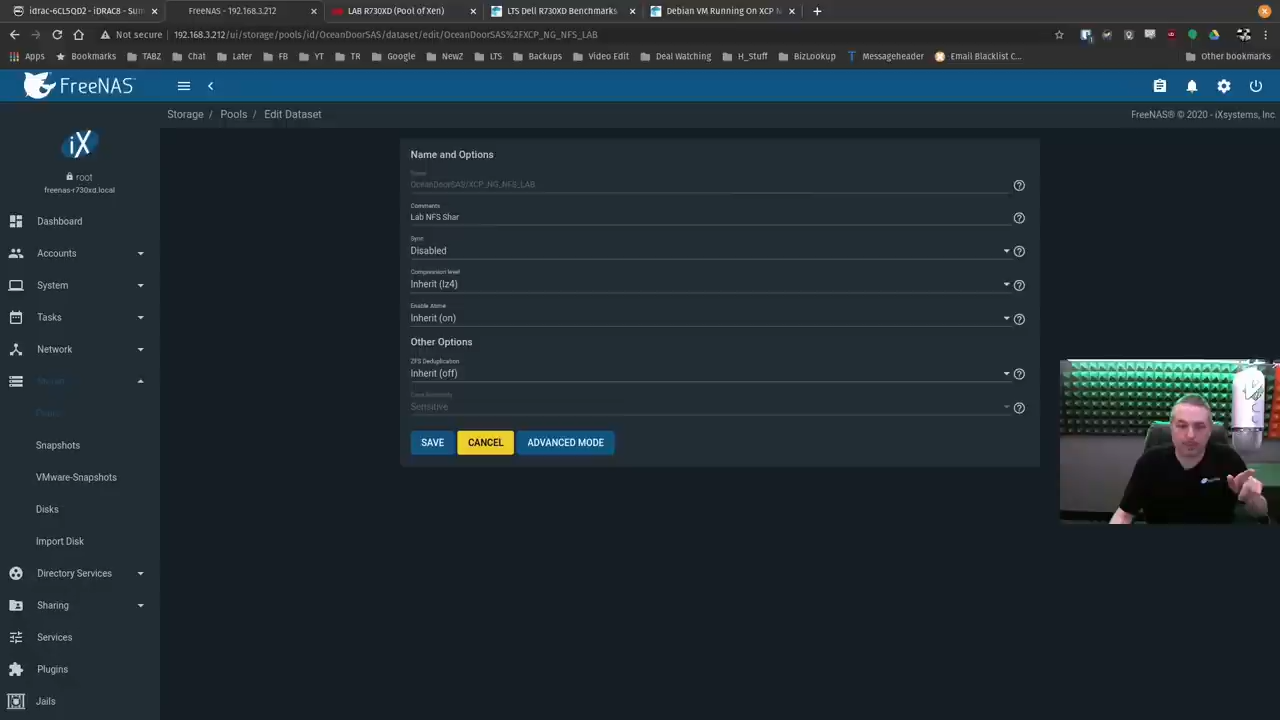 idrac-6CL5QD2 - iDRAC8 - Sum
FreeNAS - 192.168.3.212
LAB R730XD (Pool of Xen)
LTS Dell R730XD Benchmarks
Debian VM Running On XCP N
Not secure
192.168.3.212/ui/storage/pools/id/OceanDoorSAS/dataset/edit/OceanDoorSAS%2FXCP_NG_NFS_LAB
Apps
Bookmarks
TABZ
Chat
Later
FB
YT
TR
Google
NewZ
LTS
Backups
Video Edit
Deal Watching
H_Stuff
BizLookup
Messageheader
Email Blacklist C...
Other bookmarks
FreeNAS
Storage / Pools / Edit Dataset
FreeNAS® © 2020 - iXsystems, Inc.
iX
root
freenas-r730xd.local
Dashboard
Accounts
System
Tasks
Network
Storage
Pools
Snapshots
VMware-Snapshots
Disks
Import Disk
Directory Services
Sharing
Services
Plugins
Jails
Name and Options
Name
OceanDoorSAS/XCP_NG_NFS_LAB
Comments
Lab NFS Shar
Sync
Disabled
Compression level
Inherit (lz4)
Enable Atime
Inherit (on)
Other Options
ZFS Deduplication
Inherit (off)
Case Sensitivity
Sensitive
SAVE
CANCEL
ADVANCED MODE